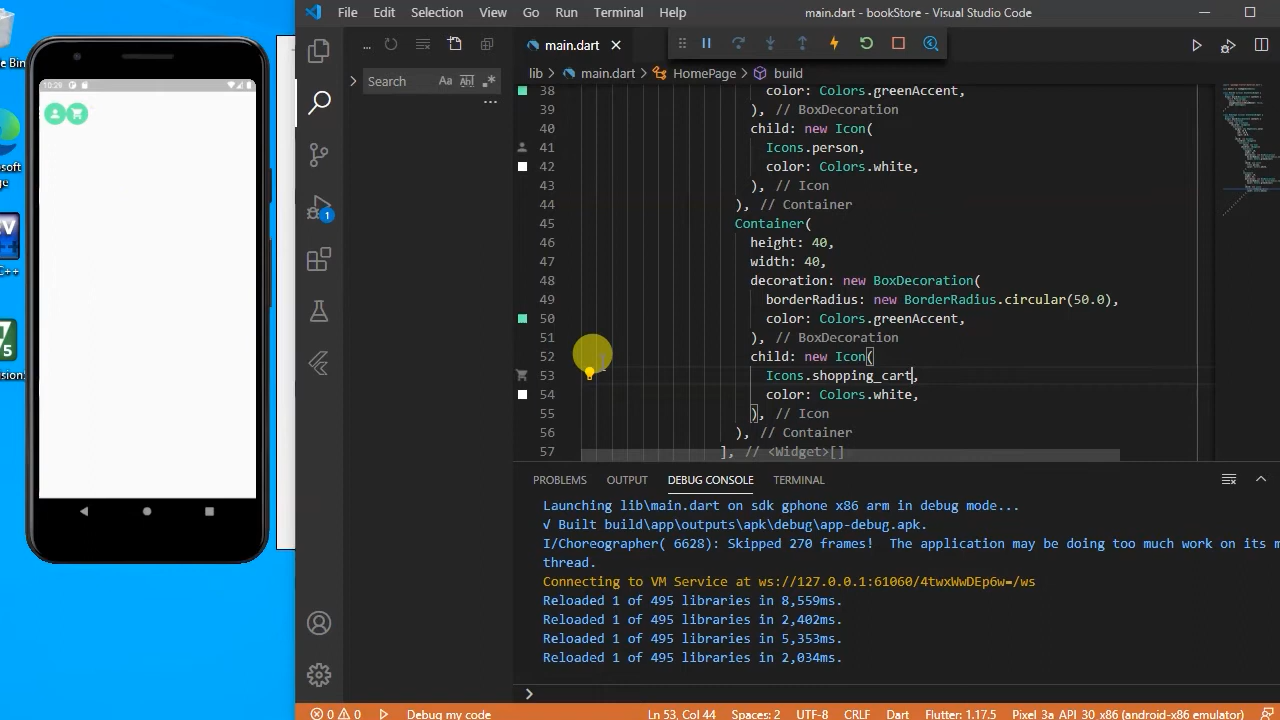 File Edit Selection View Go Run Terminal Help
main.dart - bookStore - Visual Studio Code
...
main.dart
lib > main.dart > HomePage > build
Search
...
38 color: Colors.greenAccent,
39 ), // BoxDecoration
40 child: new Icon(
41 Icons.person,
42 color: Colors.white,
43 ), // Icon
44 ), // Container
45 Container(
46 height: 40,
47 width: 40,
48 decoration: new BoxDecoration(
49 borderRadius: new BorderRadius.circular(50.0),
50 color: Colors.greenAccent,
51 ), // BoxDecoration
52 child: new Icon(
53 Icons.shopping_cart,
54 color: Colors.white,
55 ), // Icon
56 ), // Container
57 ], // <Widget>[]
PROBLEMS OUTPUT DEBUG CONSOLE TERMINAL
Launching lib\main.dart on sdk gphone x86 arm in debug mode...
√ Built build\app\outputs\apk\debug\app-debug.apk.
I/Choreographer( 6628): Skipped 270 frames!  The application may be doing too much work on its m
thread.
Connecting to VM Service at ws://127.0.0.1:61060/4twxWwDEp6w=/ws
Reloaded 1 of 495 libraries in 8,559ms.
Reloaded 1 of 495 libraries in 2,402ms.
Reloaded 1 of 495 libraries in 5,353ms.
Reloaded 1 of 495 libraries in 2,034ms.
0 0 Debug my code Ln 53, Col 44 Spaces: 2 UTF-8 CRLF Dart Flutter: 1.17.5 Pixel 3a API 30 x86 (android-x86 emulator)
1
10:29
e Bin
osoft
ge
C++
5